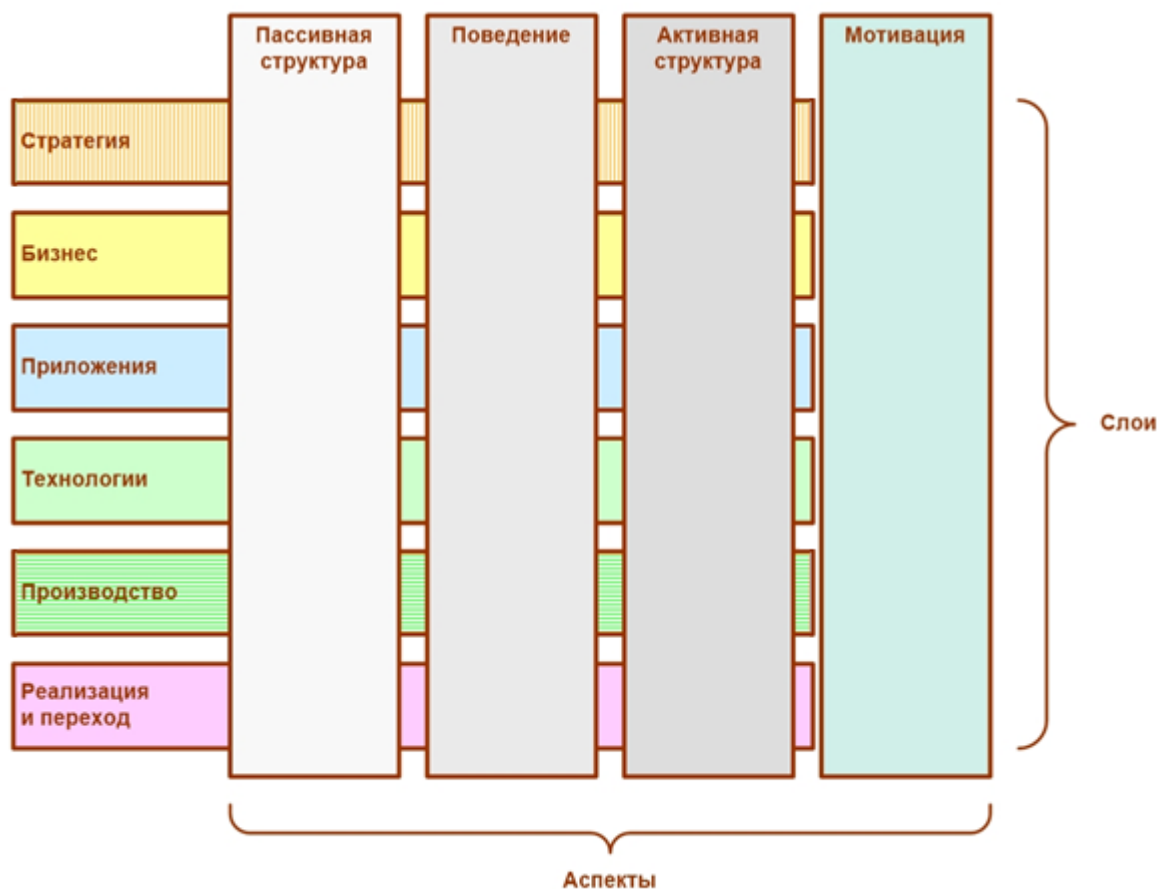 Пассивная
структура
Поведение
Активная
структура
Мотивация
Стратегия
Бизнес
Приложения
Технологии
Производство
Реализация
и переход
Слои
Аспекты